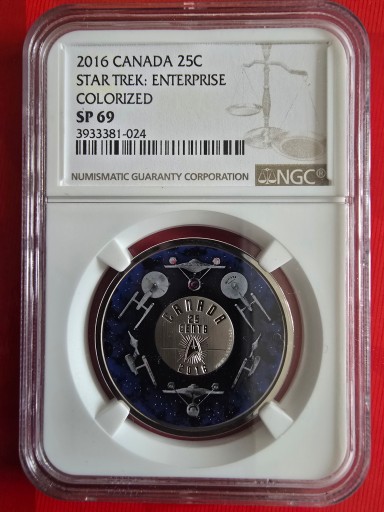 2016 CANADA 25C
STAR TREK: ENTERPRISE
COLORIZED
SP 69
3933381-024
NUMISMATIC GUARANTY CORPORATION
NGC®
CANADA
25
CENTS
2016